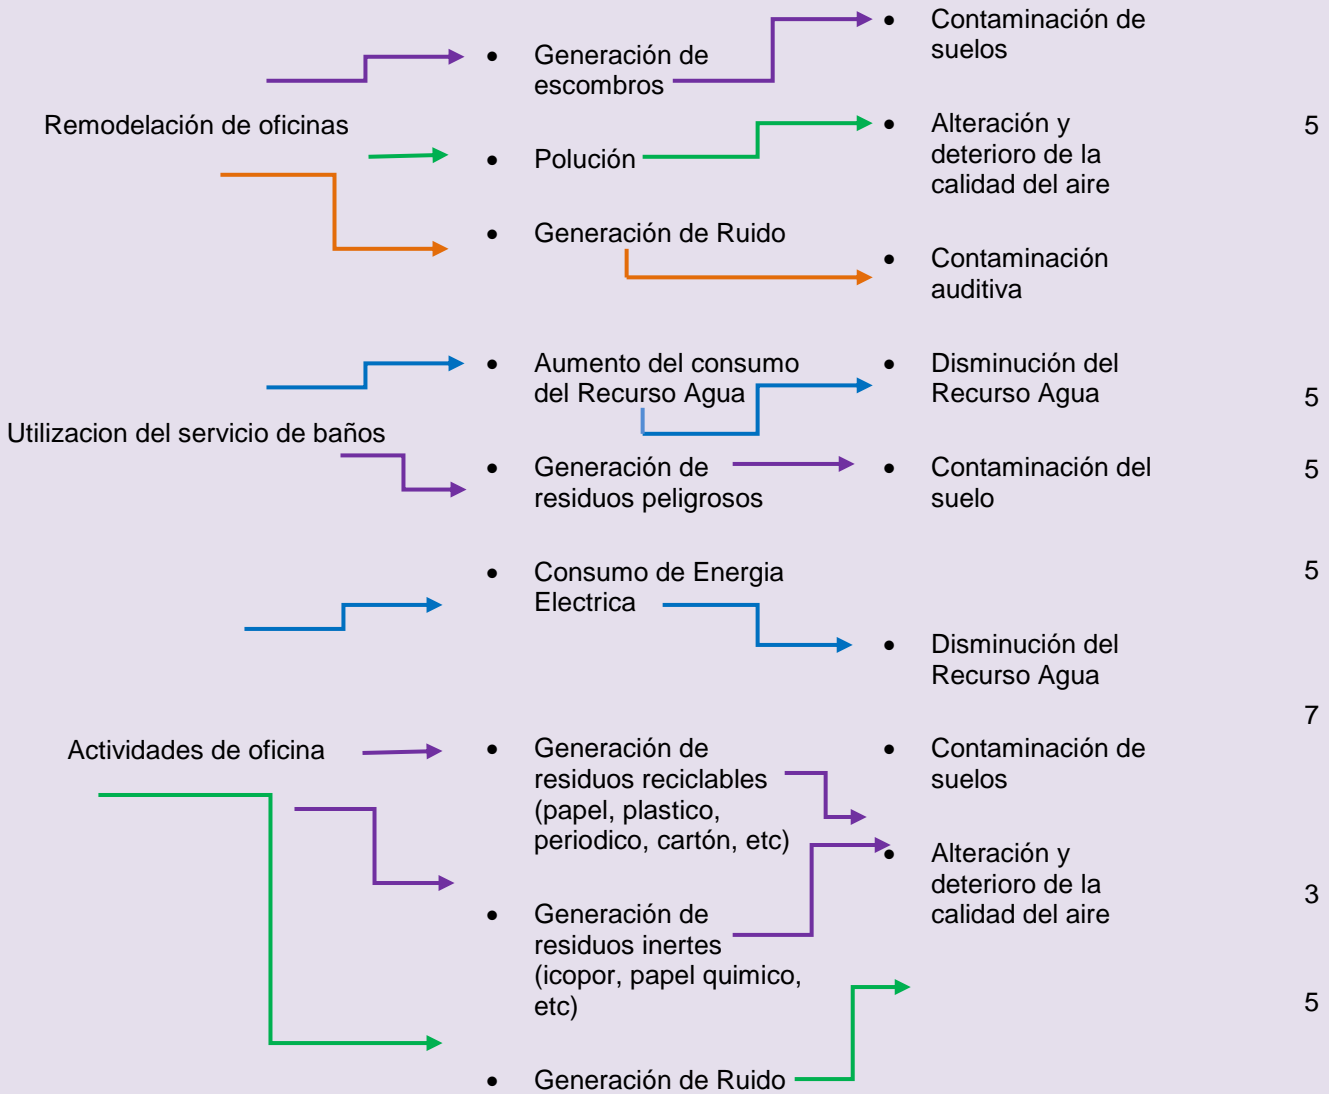 Contaminación de
suelos
Generación de
escombros
Remodelación de oficinas
Alteración y
deterioro de la
calidad del aire
5
Polución
Generación de Ruido
Contaminación
auditiva
Aumento del consumo
del Recurso Agua
Disminución del
Recurso Agua
5
Utilizacion del servicio de baños
Generación de
residuos peligrosos
Contaminación del
suelo
5
Consumo de Energia
Electrica
5
Disminución del
Recurso Agua
7
Actividades de oficina
Generación de
residuos reciclables
(papel, plastico,
periodico, cartón, etc)
Contaminación de
suelos
Alteración y
deterioro de la
calidad del aire
3
Generación de
residuos inertes
(icopor, papel quimico,
etc)
5
Generación de Ruido